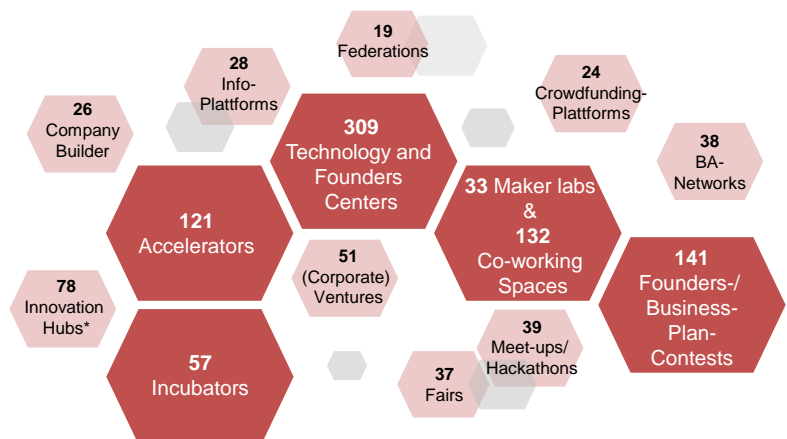 19
Federations
28
Info-
Plattforms
24
Crowdfunding-
Plattforms
26
Company
Builder
309
Technology and
Founders
Centers
38
BA-
Networks
33 Maker labs
&
132
Co-working
Spaces
121
Accelerators
51
(Corporate)
Ventures
141
Founders-/
Business-
Plan-
Contests
78
Innovation
Hubs*
39
Meet-ups/
Hackathons
57
Incubators
37
Fairs